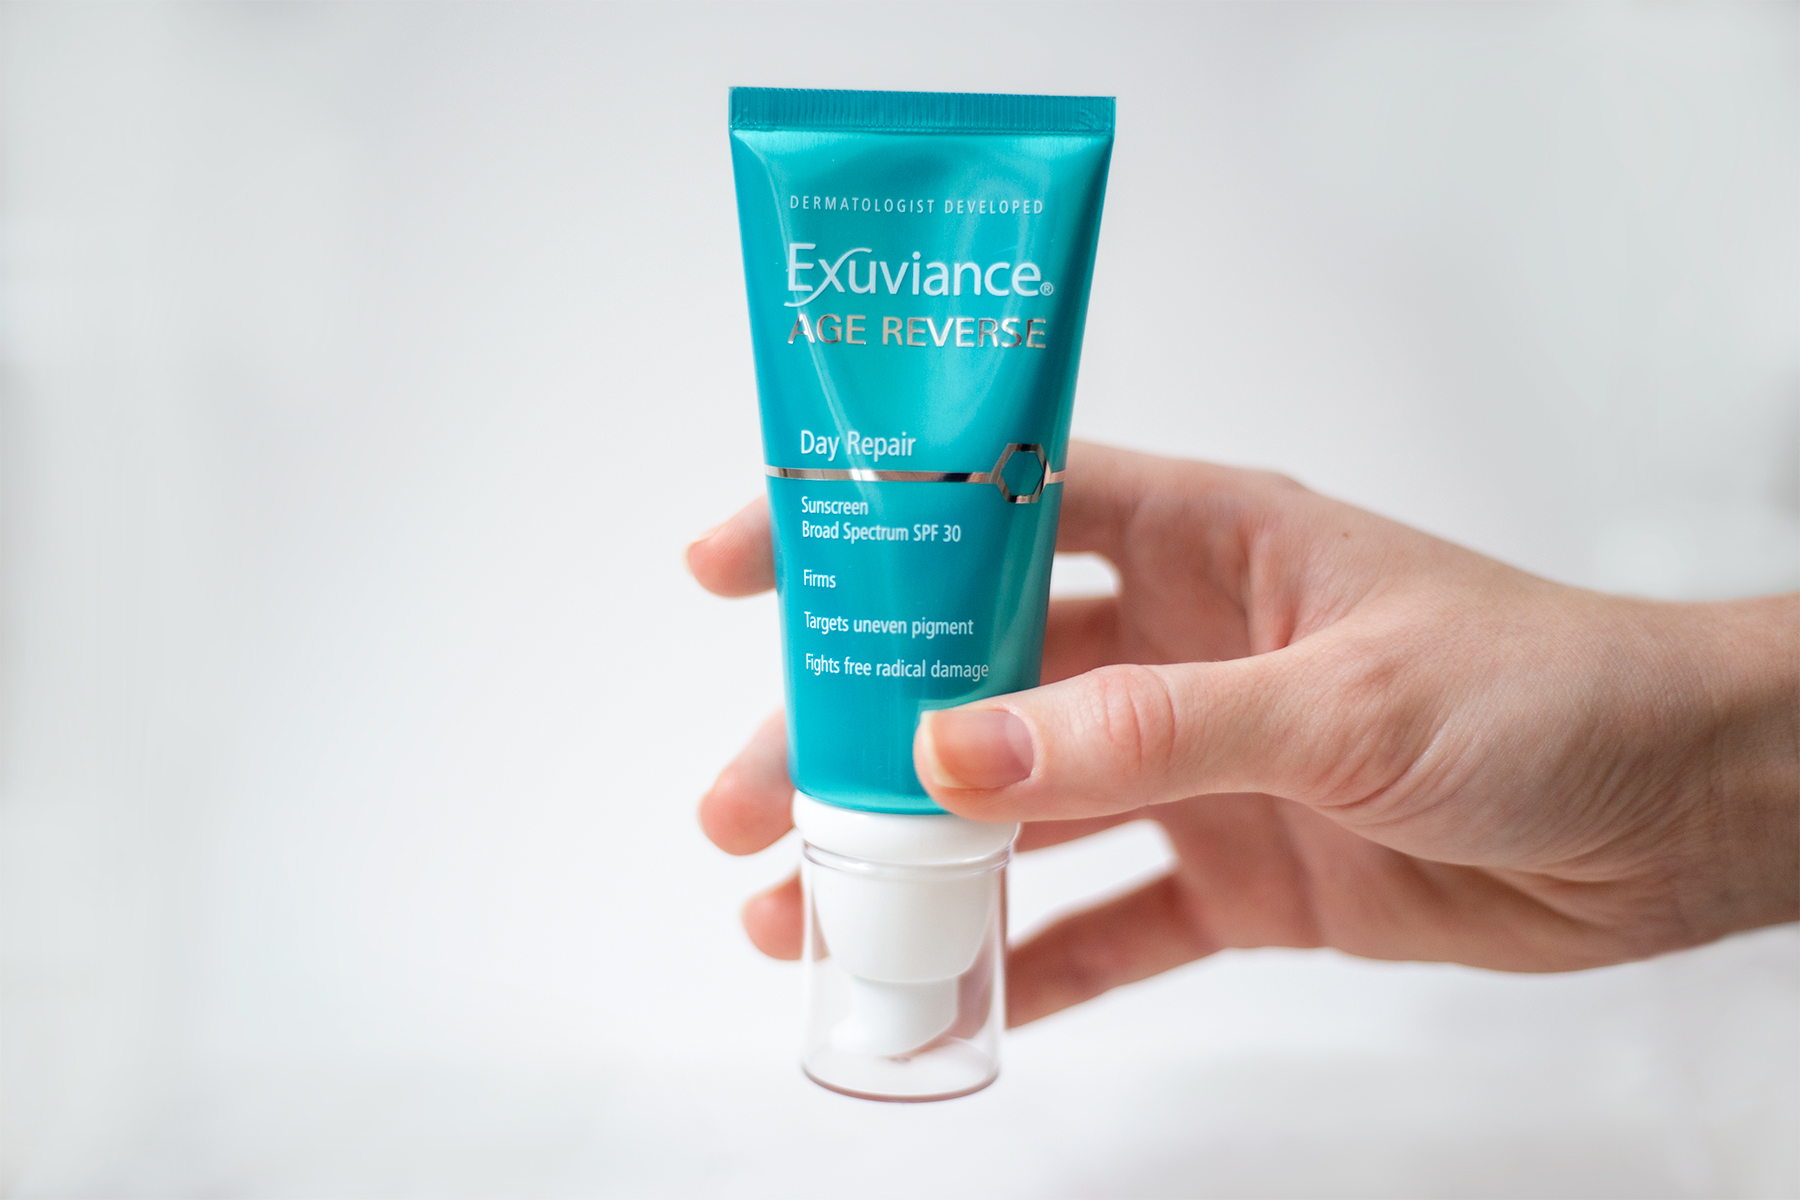 DERMATOLOGIST DEVELOPED
Exuviance®
AGE REVERSE
Day Repair
Sunscreen
Broad Spectrum SPF 30
Firms
Targets uneven pigment
Fights free radical damage